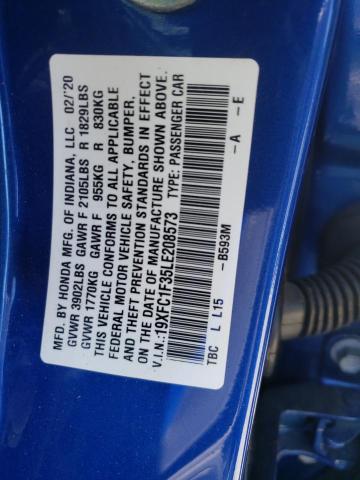 MFD. BY HONDA MFG. OF INDIANA, LLC 02/'20
GVWR 3902LBS GAWR F 2105LBS R 1829LBS
GVWR 1770KG GAWR F 955KG R 830KG
THIS VEHICLE CONFORMS TO ALL APPLICABLE
FEDERAL MOTOR VEHICLE SAFETY, BUMPER,
AND THEFT PREVENTION STANDARDS IN EFFECT
ON THE DATE OF MANUFACTURE SHOWN ABOVE.
V.I.N.:19XFC1F35LE208573 TYPE: PASSENGER CAR
TBC L L15 -B593M -A -E